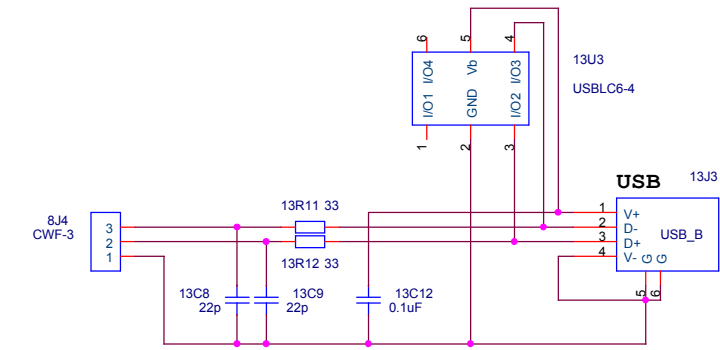 6 5 4
I/O4 Vb I/O3
I/O1 GND I/O2
1 2 3
13U3
USBLC6-4
USB 13J3
1 V+
2 D-
3 D+
4 V-
G G
5 6
USB_B
8J4
CWF-3
3
2
1
13R11 33
13R12 33
13C8
22p
13C9
22p
13C12
0.1uF